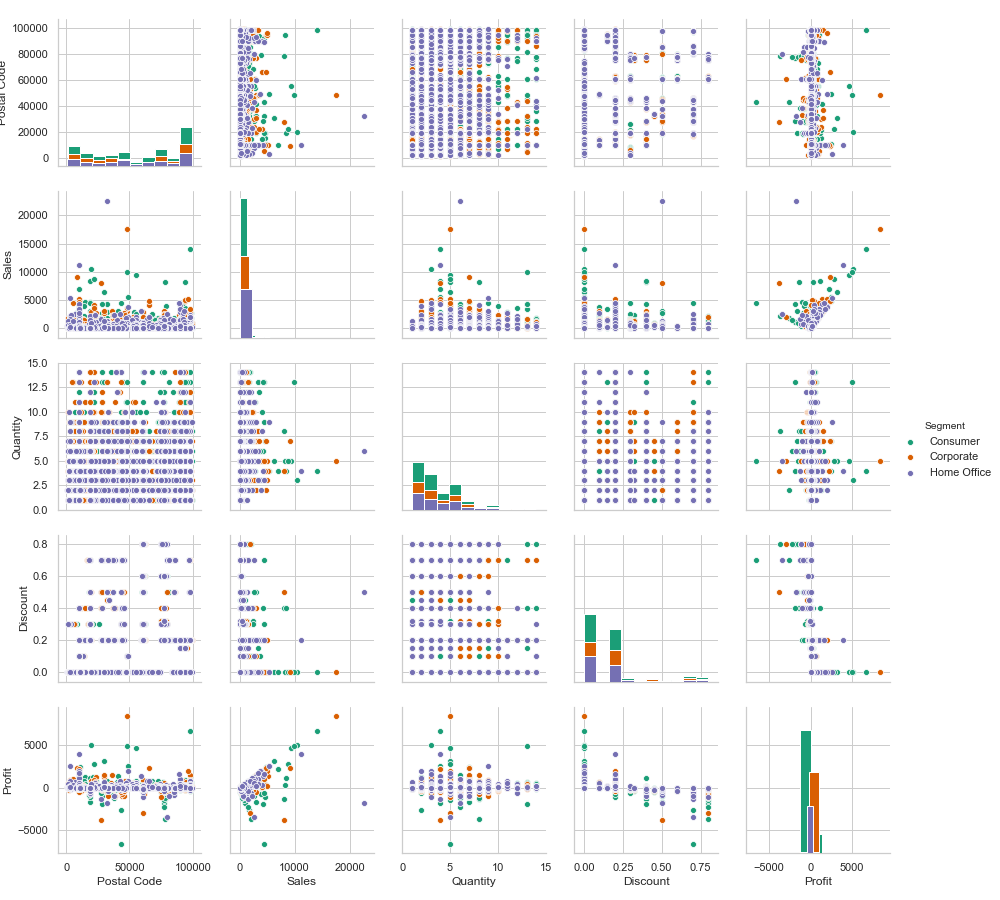 Postal Code
100000
80000
60000
40000
20000
0
Sales
20000
15000
10000
5000
0
Quantity
15.0
12.5
10.0
7.5
5.0
2.5
0.0
Segment
Consumer
Corporate
Home Office
Discount
0.8
0.6
0.4
0.2
0.0
Profit
5000
0
−5000
0 50000 100000 0 10000 20000 0 5 10 15 0.00 0.25 0.50 0.75 −5000 0 5000
Postal Code Sales Quantity Discount Profit